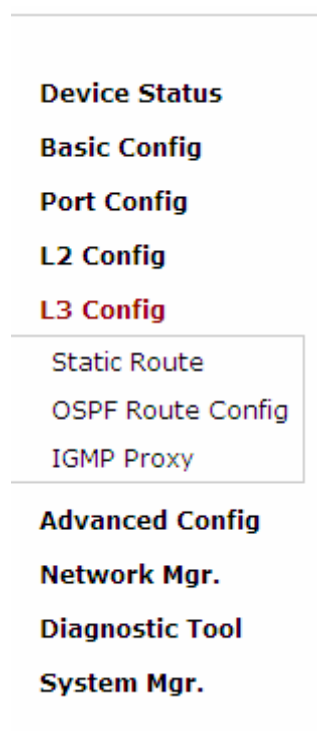 Device Status
Basic Config
Port Config
L2 Config
L3 Config
Static Route
OSPF Route Config
IGMP Proxy
Advanced Config
Network Mgr.
Diagnostic Tool
System Mgr.